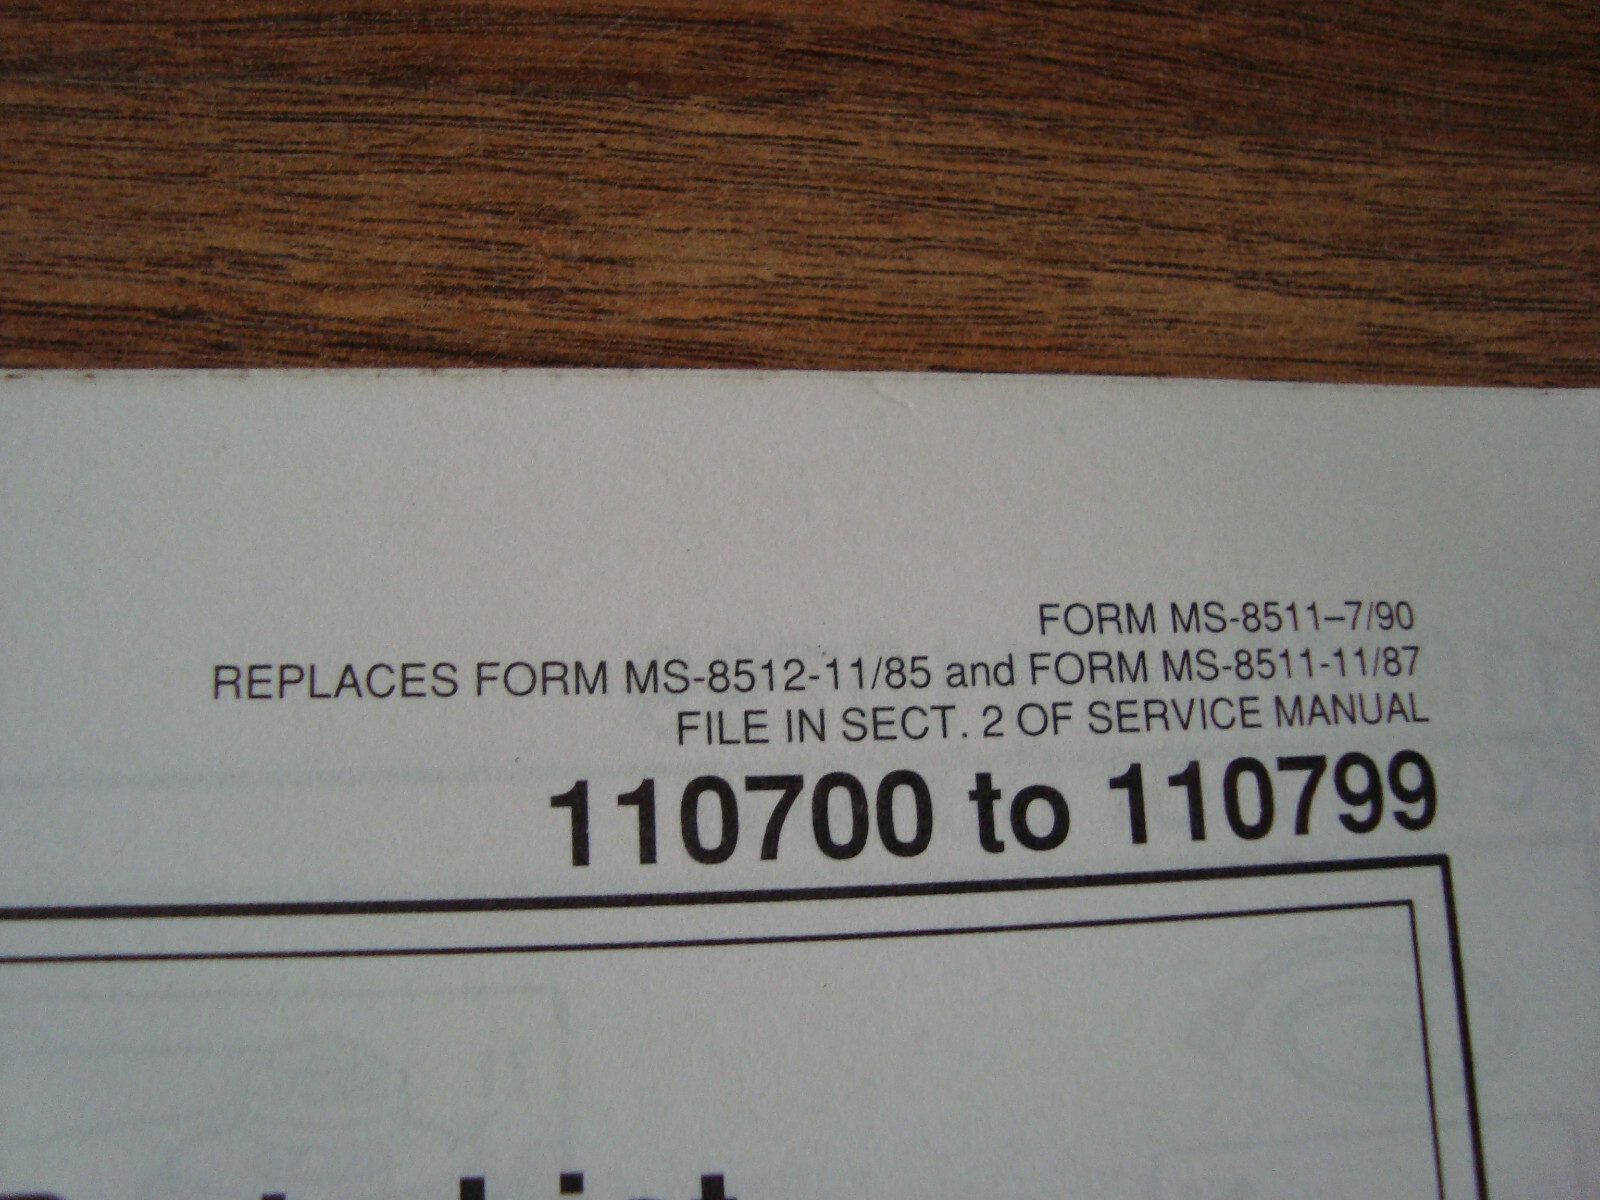 FORM MS-8511–7/90
REPLACES FORM MS-8512-11/85 and FORM MS-8511-11/87
FILE IN SECT. 2 OF SERVICE MANUAL
110700 to 110799